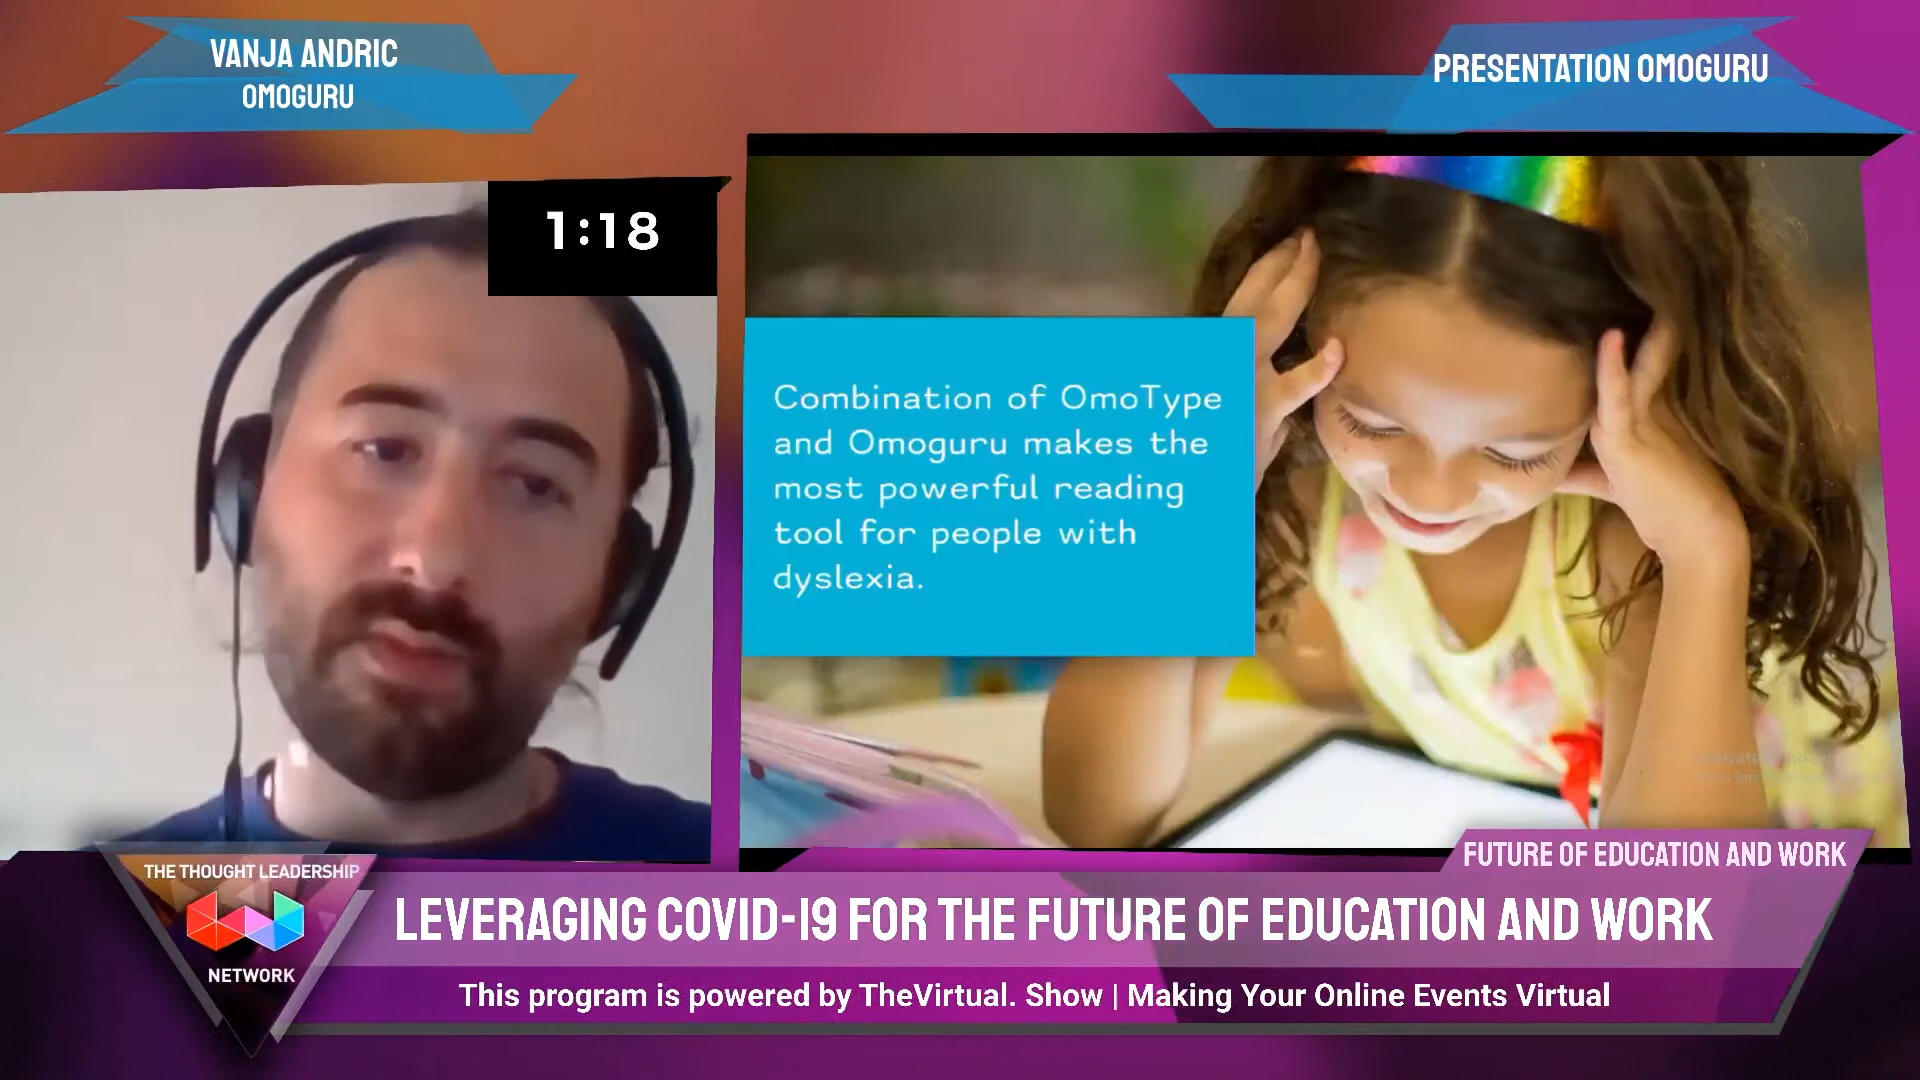 VANJA ANDRIC
OMOGURU
PRESENTATION OMOGURU
1:18
Combination of OmoType
and Omoguru makes the
most powerful reading
tool for people with
dyslexia.
FUTURE OF EDUCATION AND WORK
THE THOUGHT LEADERSHIP
NETWORK
LEVERAGING COVID-19 FOR THE FUTURE OF EDUCATION AND WORK
This program is powered by TheVirtual. Show | Making Your Online Events Virtual